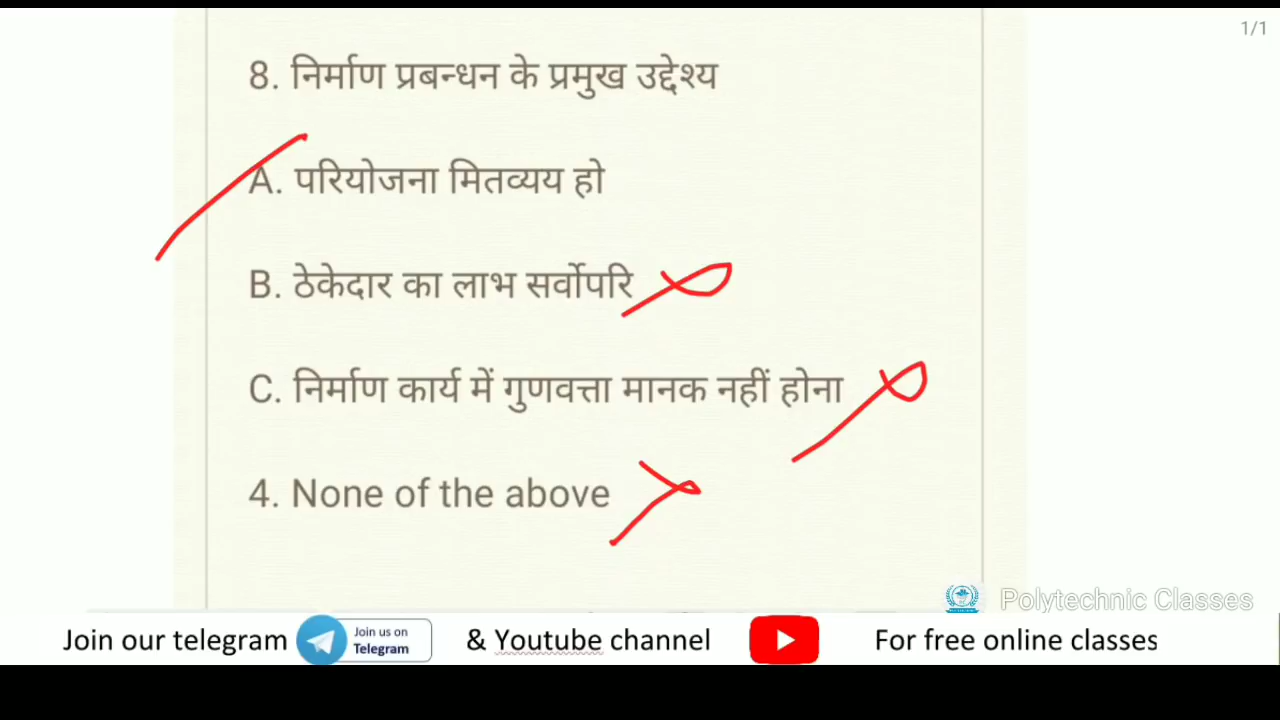 1/1
8. निर्माण प्रबन्धन के प्रमुख उद्देश्य
A. परियोजना मितव्यय हो
B. ठेकेदार का लाभ सर्वोपरि
C. निर्माण कार्य में गुणवत्ता मानक नहीं होना
4. None of the above
Polytechnic Classes
Join our telegram Join us on Telegram & Youtube channel For free online classes